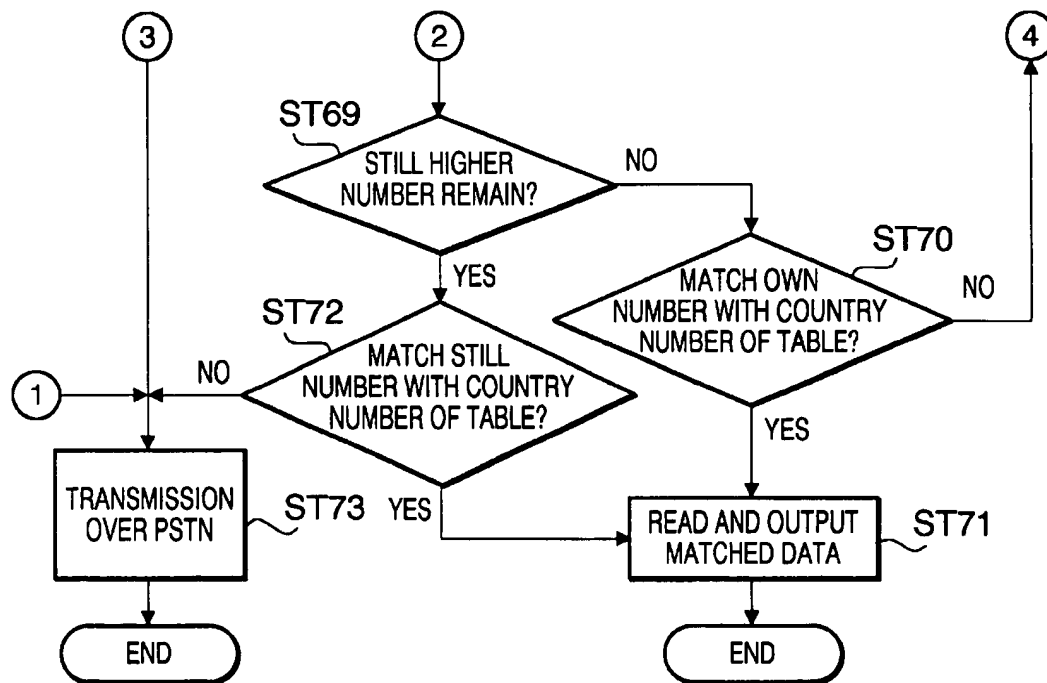 3
2
4
ST69
STILL HIGHER
NUMBER REMAIN?
NO
YES
ST70
MATCH OWN
NUMBER WITH COUNTRY
NUMBER OF TABLE?
NO
YES
ST72
MATCH STILL
NUMBER WITH COUNTRY
NUMBER OF TABLE?
NO
YES
1
TRANSMISSION
OVER PSTN
ST73
READ AND OUTPUT
MATCHED DATA
ST71
END
END